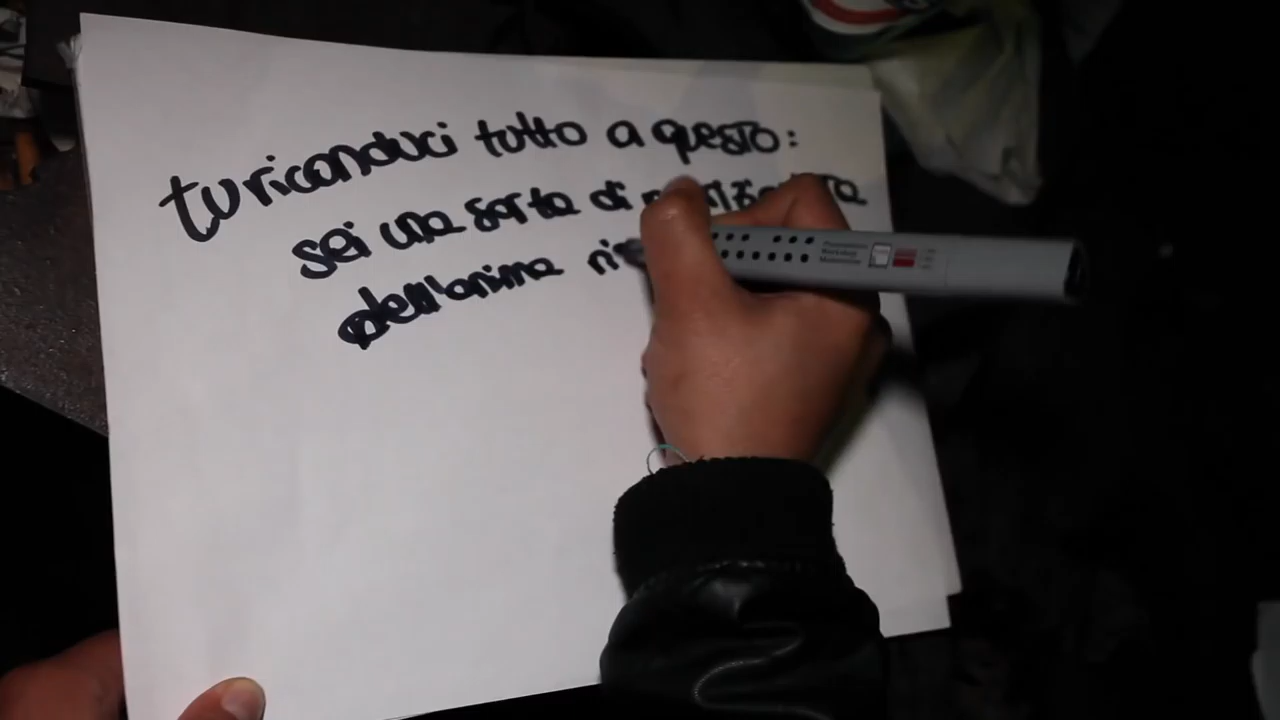 tu riconduci tutto a questo:
sei una sorta di
dell'anima